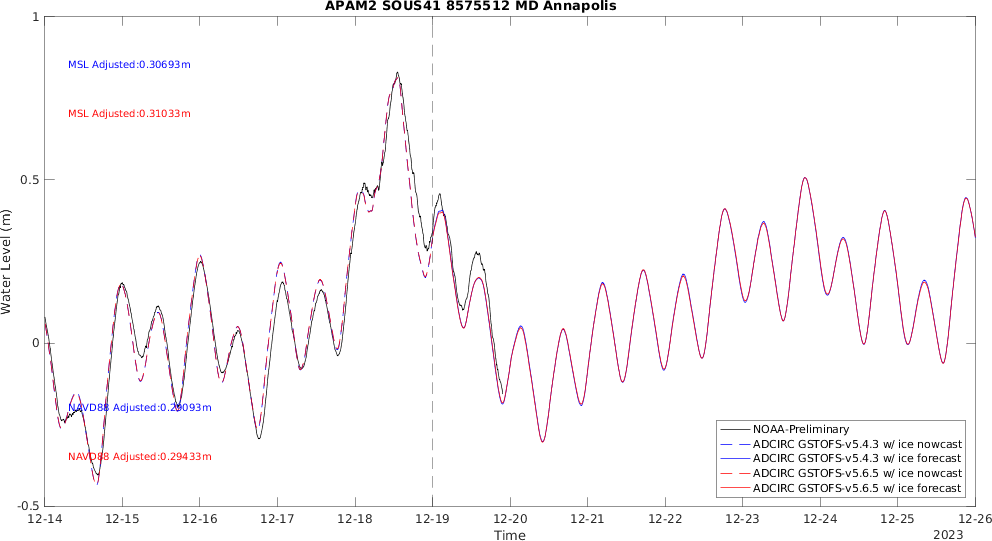 APAM2 SOUS41 8575512 MD Annapolis
1
MSL Adjusted:0.30693m
MSL Adjusted:0.31033m
0.5
Water Level (m)
0
NAVD88 Adjusted:0.29093m
NAVD88 Adjusted:0.29433m
NOAA-Preliminary
ADCIRC GSTOFS-v5.4.3 w/ ice nowcast
ADCIRC GSTOFS-v5.4.3 w/ ice forecast
ADCIRC GSTOFS-v5.6.5 w/ ice nowcast
ADCIRC GSTOFS-v5.6.5 w/ ice forecast
-0.5
12-14 12-15 12-16 12-17 12-18 12-19 12-20 12-21 12-22 12-23 12-24 12-25 12-26
Time
2023